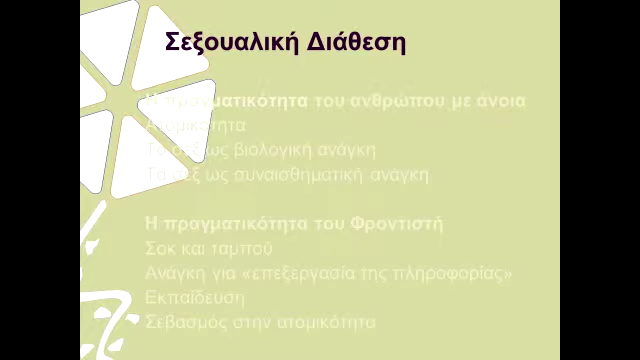 Σεξουαλική Διάθεση
Η πραγματικότητα του ανθρώπου με άνοια
Ατομικότητα
Το σεξ ως βιολογική ανάγκη
Το σεξ ως συναισθηματική ανάγκη
Η πραγματικότητα του Φροντιστή
Σοκ και ταμπού
Ανάγκη για «επεξεργασία της πληροφορίας»
Εκπαίδευση
Σεβασμός στην ατομικότητα